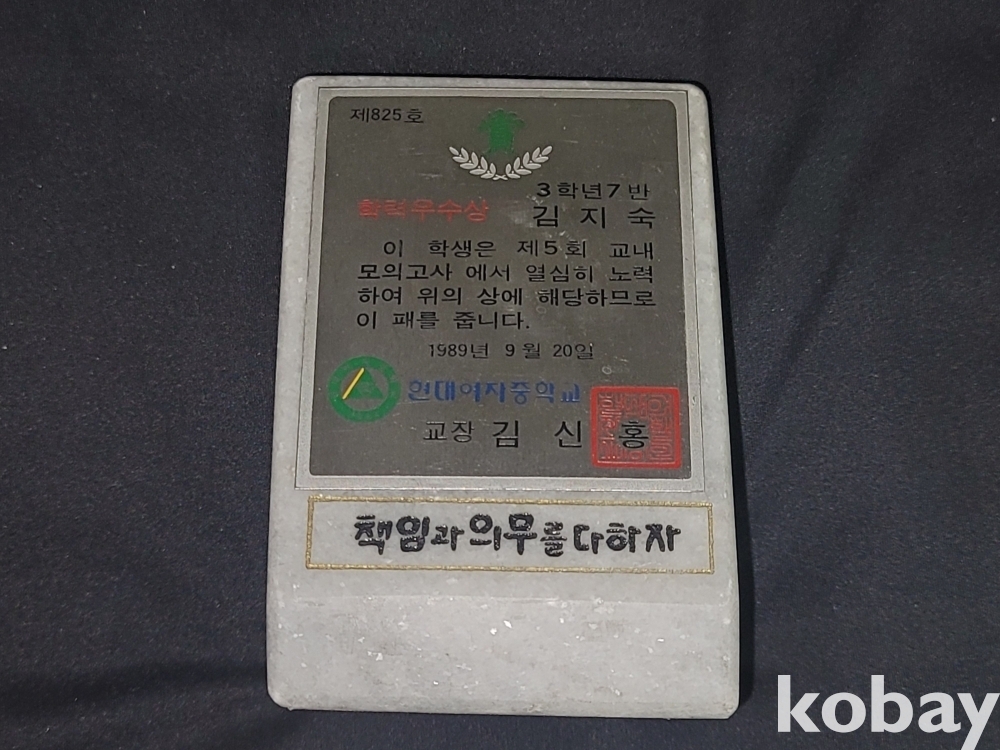 제825호
3학년7반
학력우수상
김지숙
이 학생은 제5회 교내
모의고사 에서 열심히 노력
하여 위의 상에 해당하므로
이 패를 줍니다.
1989년 9월 20일
현대여자중학교
교장 김신홍
책임과 의무를 다하자
kobay